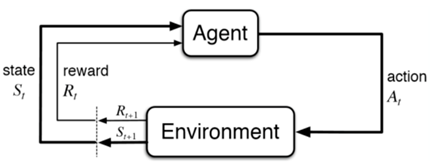 Agent
state
S_t
reward
R_t
action
A_t
R_{t+1}
S_{t+1}
Environment